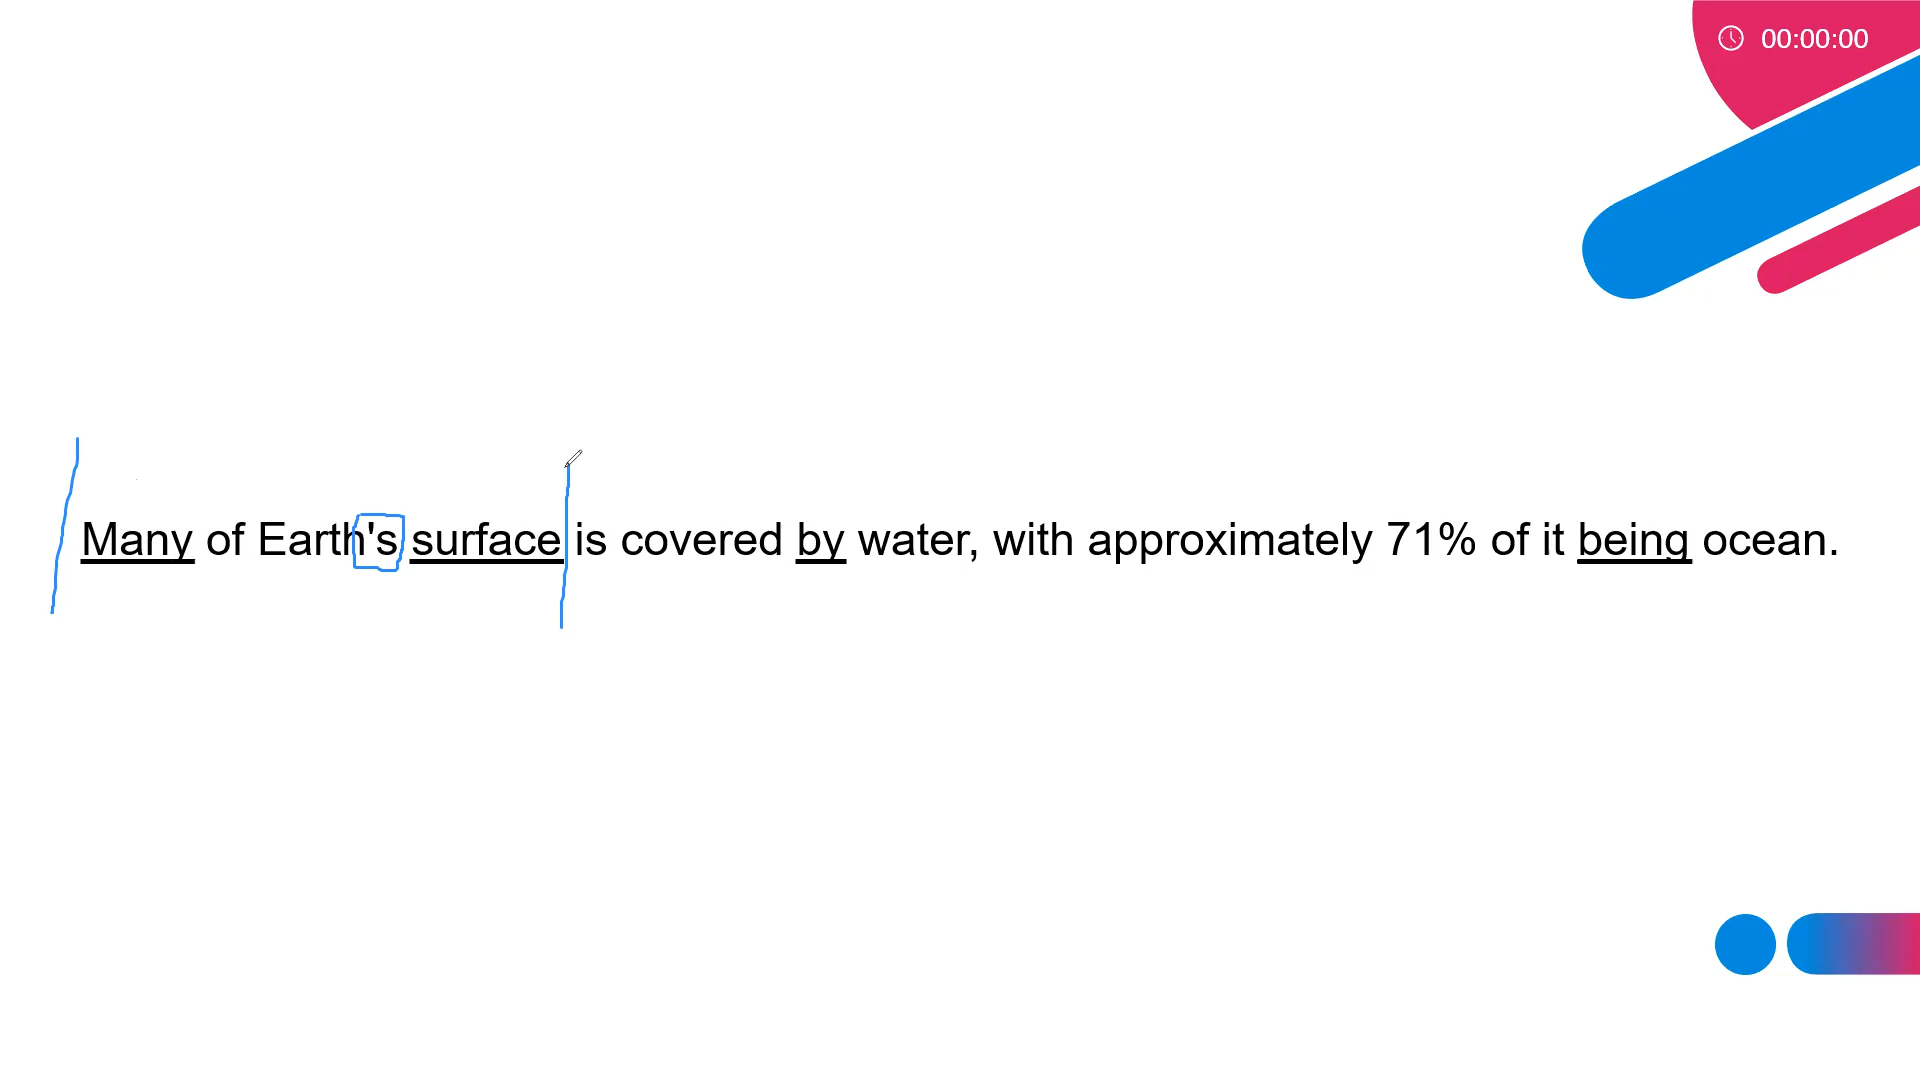 00:00:00
Many of Earth's surface is covered by water, with approximately 71% of it being ocean.